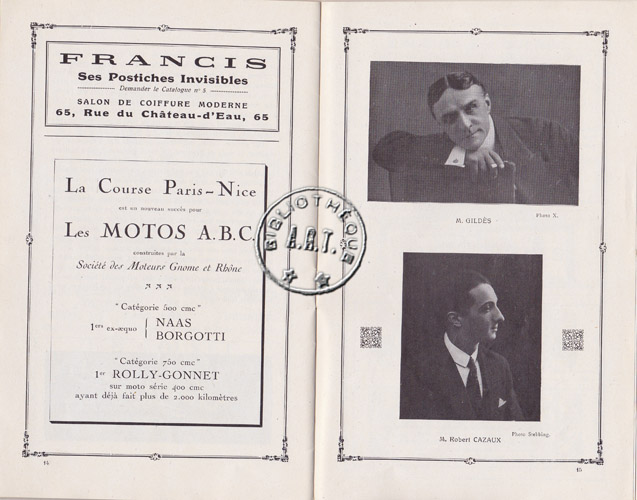 FRANCIS
Ses Postiches Invisibles
Demander le Catalogue n° 5
SALON DE COIFFURE MODERNE
65, Rue du Château-d'Eau, 65
La Course Paris-Nice
est un nouveau succès pour
Les MOTOS A.B.C.
construites par la
Société des Moteurs Gnome et Rhône
"Catégorie 500 cmc"
1ers ex-æquo
NAAS
BORGOTTI
"Catégorie 750 cmc"
1er ROLLY-GONNET
sur moto série 400 cmc
ayant déjà fait plus de 2.000 kilomètres
14
BIBLIOTHÈQUE
A.R.T.
M. GILDÈS
Photo X.
M. Robert CAZAUX
Photo
15